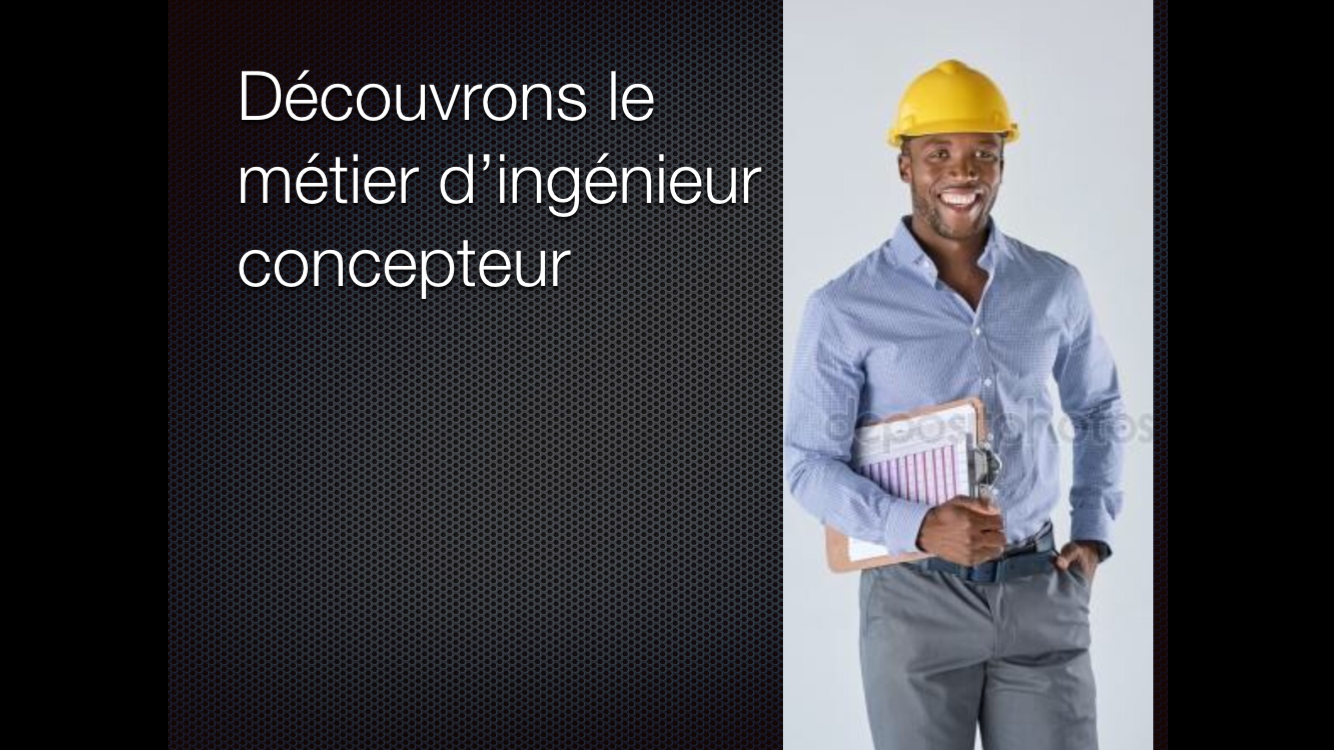 Découvrons le
métier d’ingénieur
concepteur
depositphotos